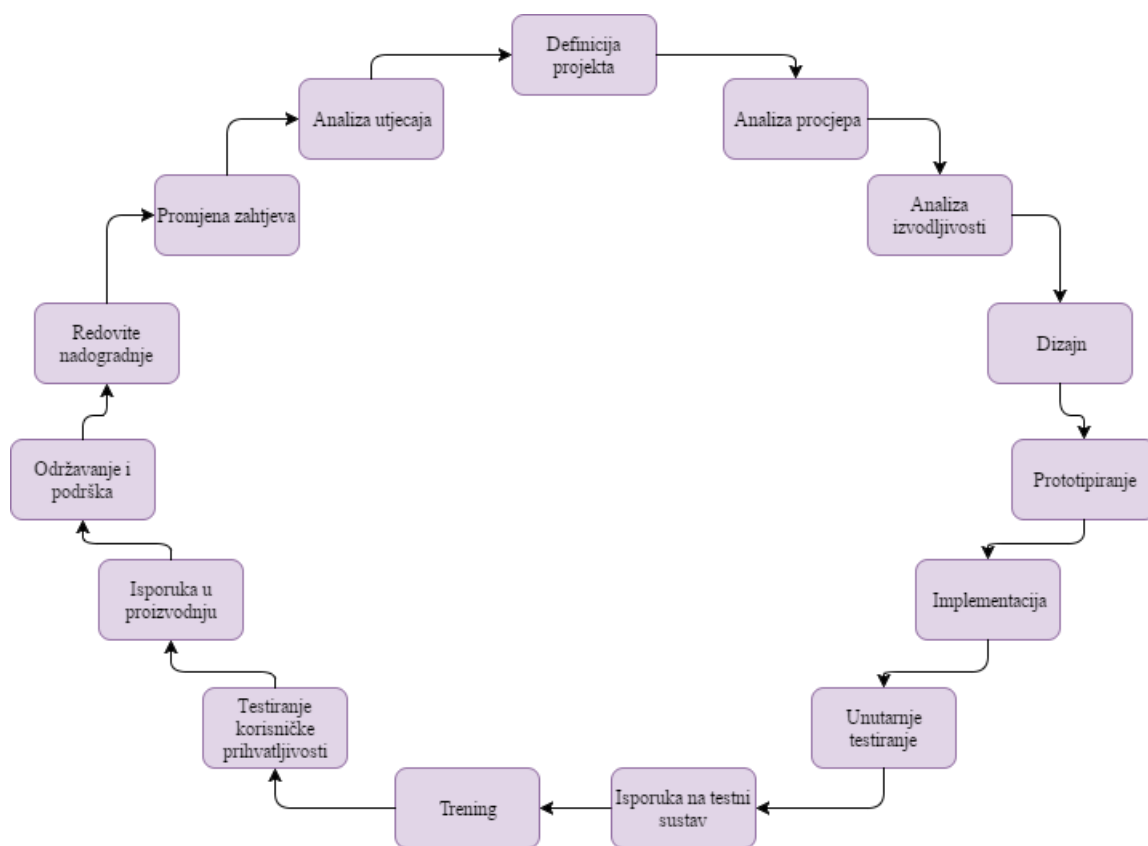 Definicija
projekta
Analiza procjepa
Analiza
izvodljivosti
Dizajn
Prototipiranje
Implementacija
Unutarnje
testiranje
Isporuka na testni
sustav
Trening
Testiranje
korisničke
prihvatljivosti
Isporuka u
proizvodnju
Održavanje i
podrška
Redovite
nadogradnje
Promjena zahtjeva
Analiza utjecaja